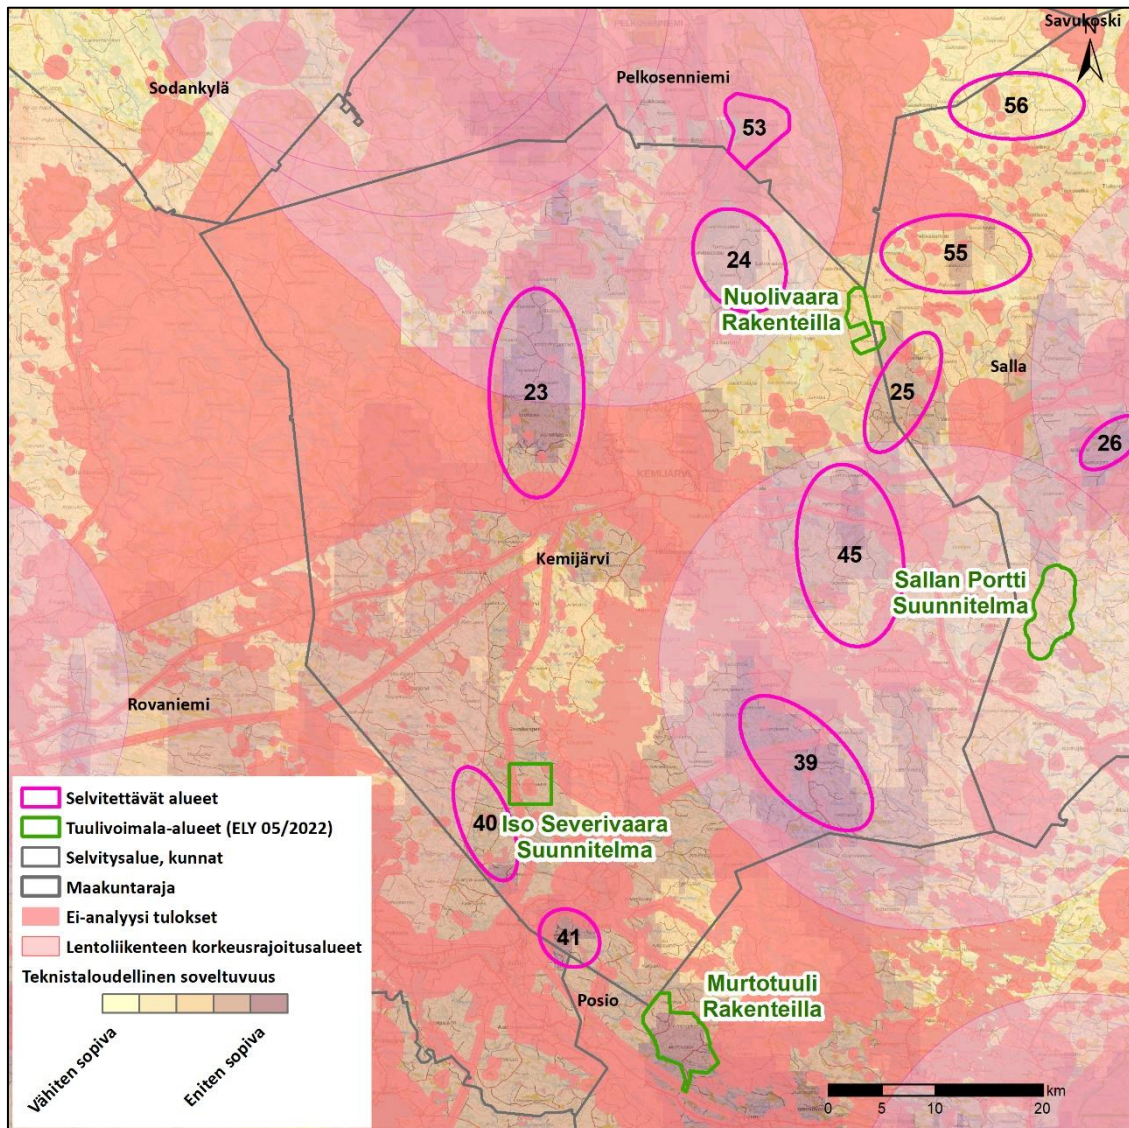 Savukoski
N
Pelkosenniemi
Sodankylä
56
53
55
24
Nuolivaara
Rakenteilla
Salla
23
25
26
KEMIJÄRVI
45
Kemijärvi
Sallan Portti
Suunnitelma
Rovaniemi
39
40
Iso Severivaara
Suunnitelma
41
Posio
Murtotuuli
Rakenteilla
Selvitettävät alueet
Tuulivoimala-alueet (ELY 05/2022)
Selvitysalue, kunnat
Maakuntaraja
Ei-analyysi tulokset
Lentoliikenteen korkeusrajoitusalueet
Teknistaloudellinen soveltuvuus
Vähiten sopiva
Eniten sopiva
km
0 5 10 20